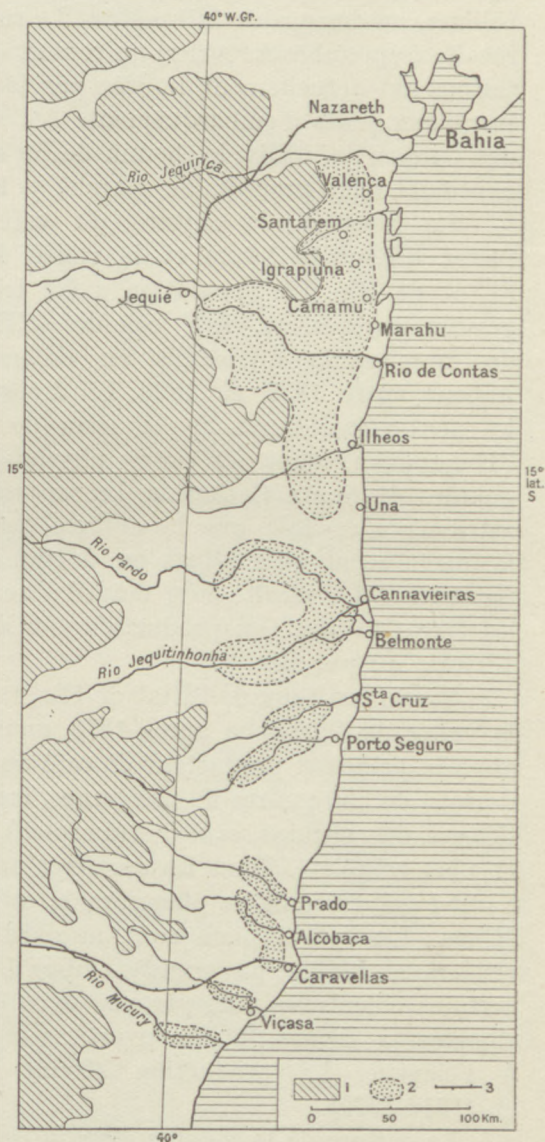 40° W. Gr.
Nazareth
Bahia
Rio Jequiriça
Valença
Santarem
Igrapiuna
Jequié
Camamu
Marahu
Rio de Contas
Ilheos
15°
15°
lat.
S
Una
Rio Pardo
Cannavieiras
Belmonte
Rio Jequitinhonha
Sta Cruz
Porto Seguro
Prado
Alcobaça
Caravellas
Rio Mucury
Viçasa
1 2 3
0 50 100 Km.
40°